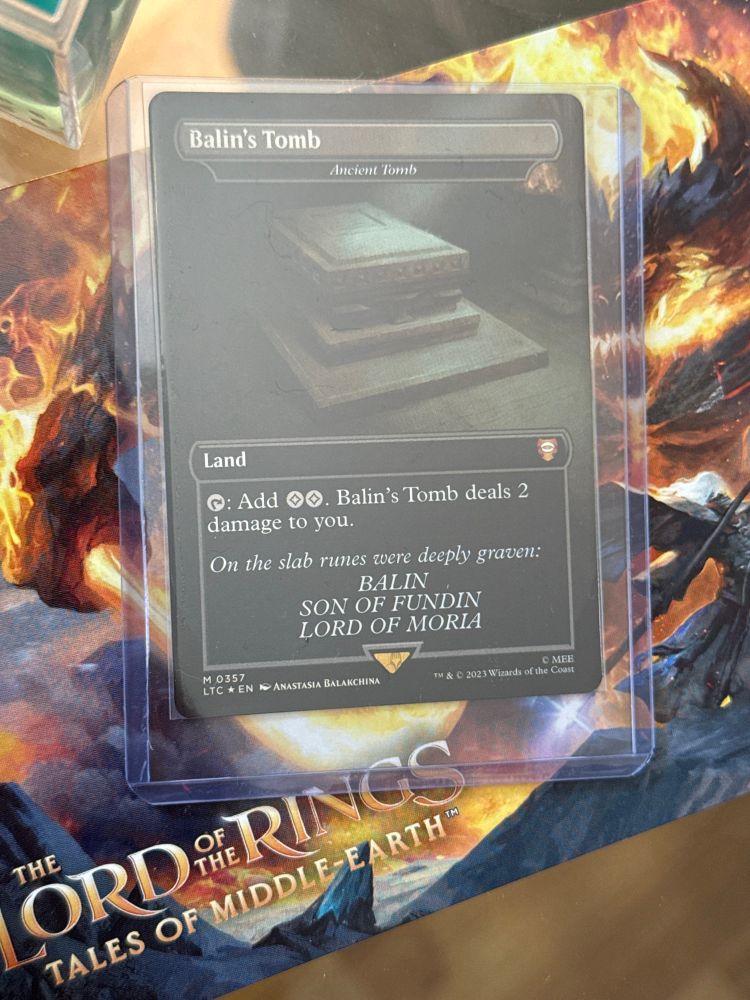 Balin's Tomb
Ancient Tomb
Land
: Add . Balin's Tomb deals 2
damage to you.
On the slab runes were deeply graven:
BALIN
SON OF FUNDIN
LORD OF MORIA
M 0357
LTC ★ EN Anastasia Balakchina
© MEE
™ & © 2023 Wizards of the Coast
THE
LORD OF
THE RINGS
TALES OF MIDDLE-EARTH™